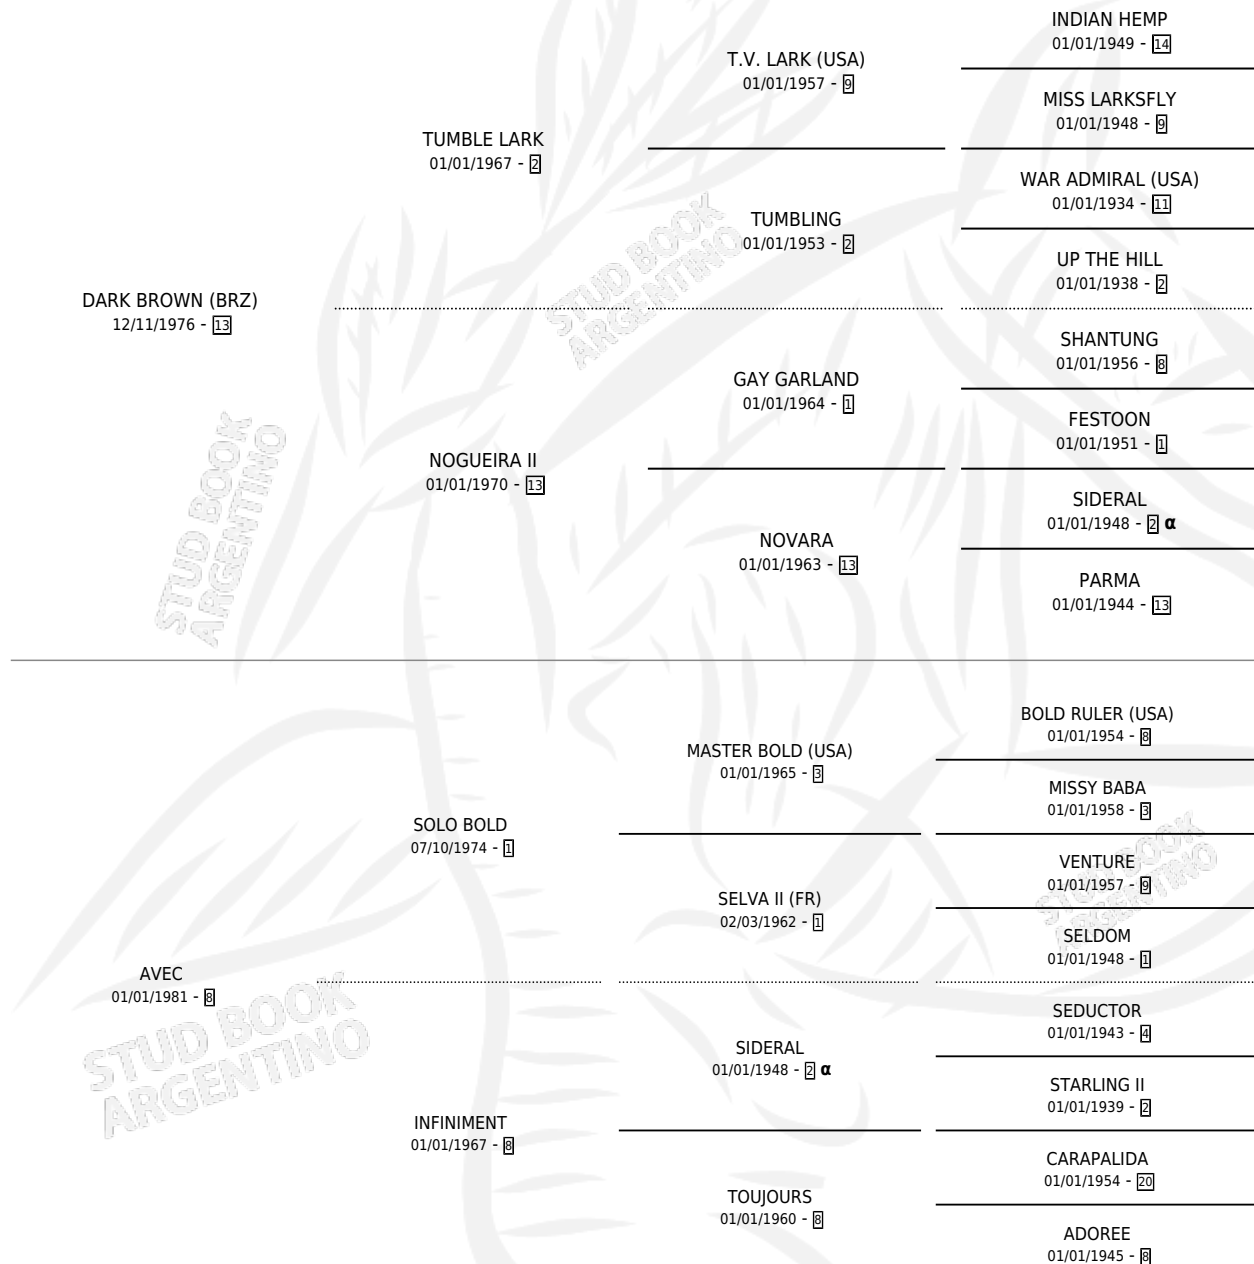 INDIAN HEMP
01/01/1949 - 14
T.V. LARK (USA)
01/01/1957 - 9
MISS LARKSFLY
01/01/1948 - 9
TUMBLE LARK
01/01/1967 - 2
WAR ADMIRAL (USA)
01/01/1934 - 11
TUMBLING
01/01/1953 - 2
UP THE HILL
01/01/1938 - 2
DARK BROWN (BRZ)
12/11/1976 - 13
SHANTUNG
01/01/1956 - 8
GAY GARLAND
01/01/1964 - 1
FESTOON
01/01/1951 - 1
NOGUEIRA II
01/01/1970 - 13
SIDERAL
01/01/1948 - 2 α
NOVARA
01/01/1963 - 13
PARMA
01/01/1944 - 13
BOLD RULER (USA)
01/01/1954 - 8
MASTER BOLD (USA)
01/01/1965 - 3
MISSY BABA
01/01/1958 - 3
SOLO BOLD
07/10/1974 - 1
VENTURE
01/01/1957 - 9
SELVA II (FR)
02/03/1962 - 1
SELDOM
01/01/1948 - 1
AVEC
01/01/1981 - 8
SEDUCTOR
01/01/1943 - 4
SIDERAL
01/01/1948 - 2 α
STARLING II
01/01/1939 - 2
INFINIMENT
01/01/1967 - 8
CARAPALIDA
01/01/1954 - 20
TOUJOURS
01/01/1960 - 8
ADOREE
01/01/1945 - 8
STUD BOOK
ARGENTINO
STUD BOOK
ARGENTINO
STUD BOOK
ARGENTINO
STUD BOOK
ARGENTINO